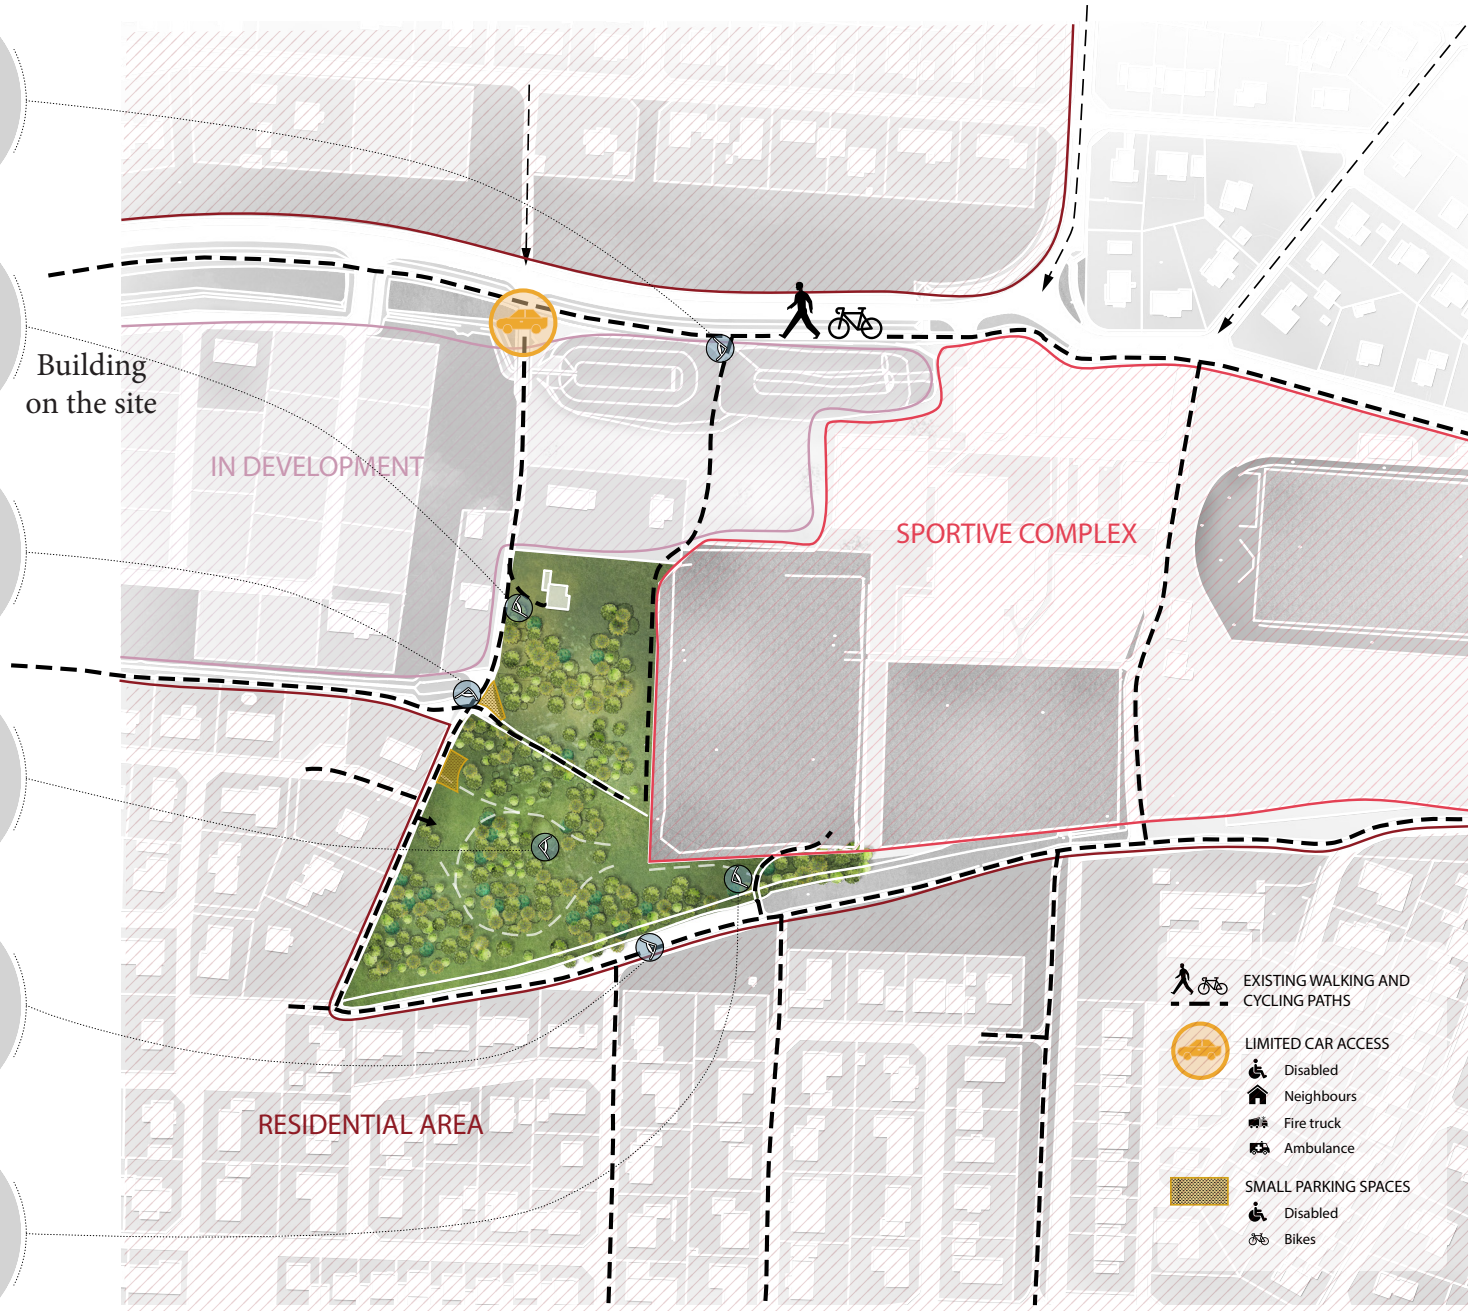 Building
on the site
IN DEVELOPMENT
SPORTIVE COMPLEX
RESIDENTIAL AREA
EXISTING WALKING AND
CYCLING PATHS
LIMITED CAR ACCESS
Disabled
Neighbours
Fire truck
Ambulance
SMALL PARKING SPACES
Disabled
Bikes